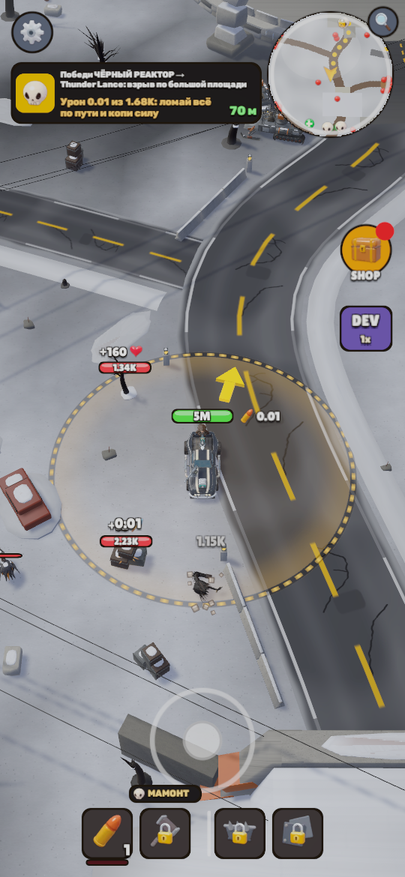 Победи ЧЁРНЫЙ РЕАКТОР →
Thunder Lance: взрыв по большой площади
Урон 0.01 из 1.68K: ломай всё
по пути и копи силу
70 м
SHOP
DEV
1x
+160
1.34K
5M
0.01
+0.01
2.23K
1.15K
МАМОНТ
1